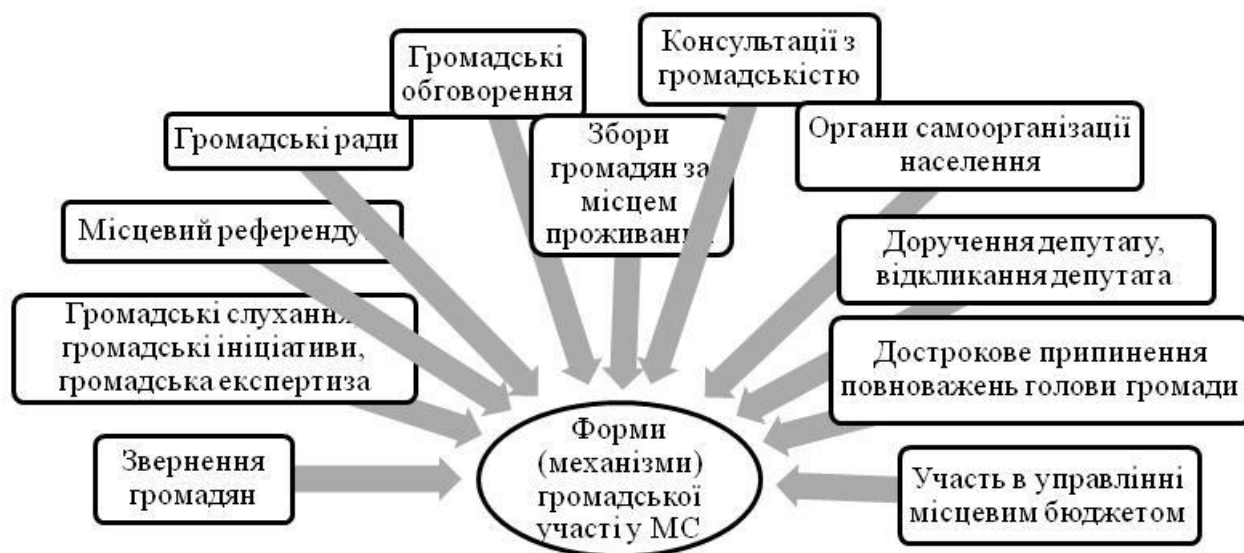 Громадські
обговорення
Консультації з
громадськістю
Громадські ради
Збори
громадян за
місцем
проживання
Органи самоорганізації
населення
Місцевий референдум
Доручення депутату,
відкликання депутата
Громадські слухання,
громадські ініціативи,
громадська експертиза
Дострокове припинення
повноважень голови громади
Звернення
громадян
Форми
(механізми)
громадської
участі у МС
Участь в управлінні
місцевим бюджетом